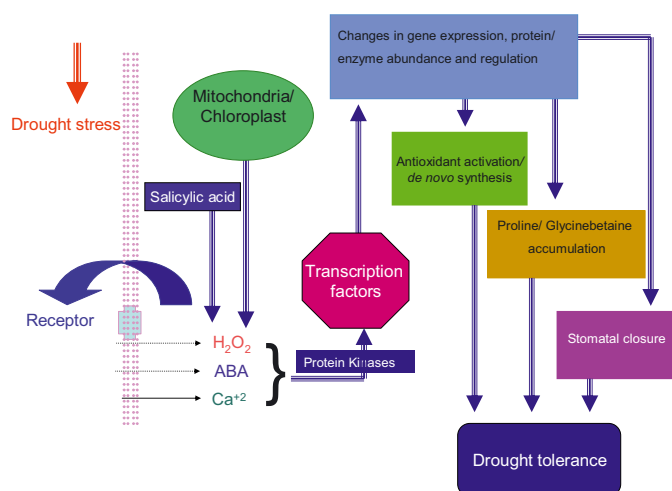 Drought stress
Mitochondria/
Chloroplast
Salicylic acid
Receptor
H₂O₂
ABA
Ca⁺²
}
Protein Kinases
Transcription
factors
Changes in gene expression, protein/
enzyme abundance and regulation
Antioxidant activation/
de novo synthesis
Proline/ Glycinebetaine
accumulation
Stomatal closure
Drought tolerance